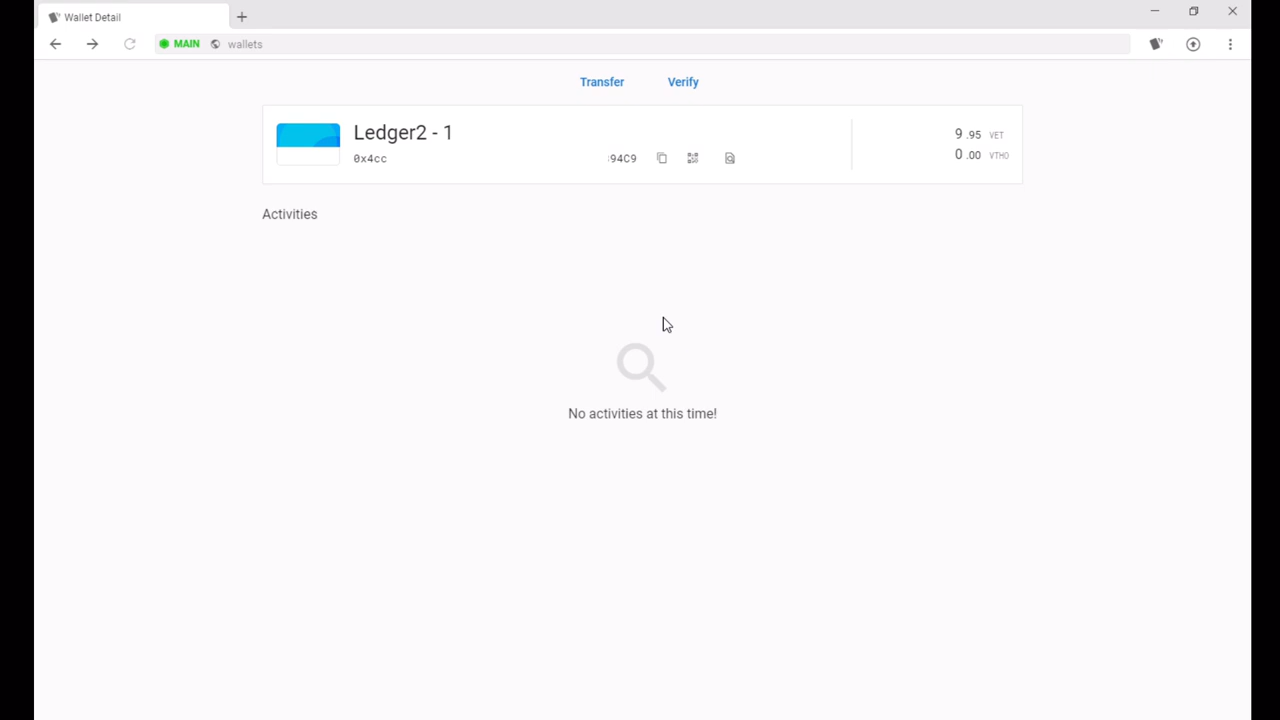 Wallet Detail
MAIN wallets
Transfer Verify
Ledger2 - 1
9.95 VET
0x4cc 94C9
0.00 VTHO
Activities
No activities at this time!